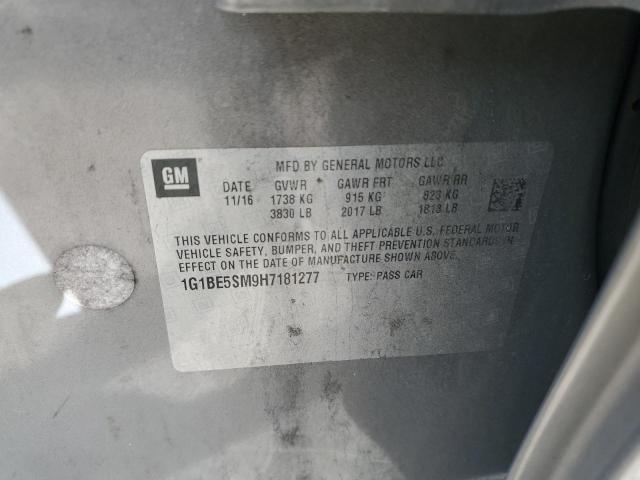 GM
MFD BY GENERAL MOTORS LLC
DATE GVWR GAWR FRT GAWR RR
11/16 1738 KG 915 KG 823 KG
3830 LB 2017 LB 1813 LB
THIS VEHICLE CONFORMS TO ALL APPLICABLE U.S. FEDERAL MOTOR
VEHICLE SAFETY, BUMPER, AND THEFT PREVENTION STANDARDS IN
EFFECT ON THE DATE OF MANUFACTURE SHOWN ABOVE.
1G1BE5SM9H7181277 TYPE: PASS CAR